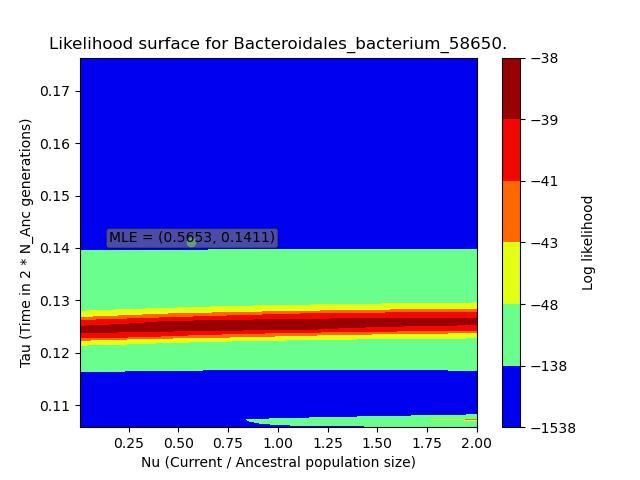 Likelihood surface for Bacteroidales_bacterium_58650.
Tau (Time in 2 * N_Anc generations)
0.17
0.16
0.15
0.14
0.13
0.12
0.11
MLE = (0.5653, 0.1411)
0.25 0.50 0.75 1.00 1.25 1.50 1.75 2.00
Nu (Current / Ancestral population size)
−38
−39
−41
−43
−48
−138
−1538
Log likelihood